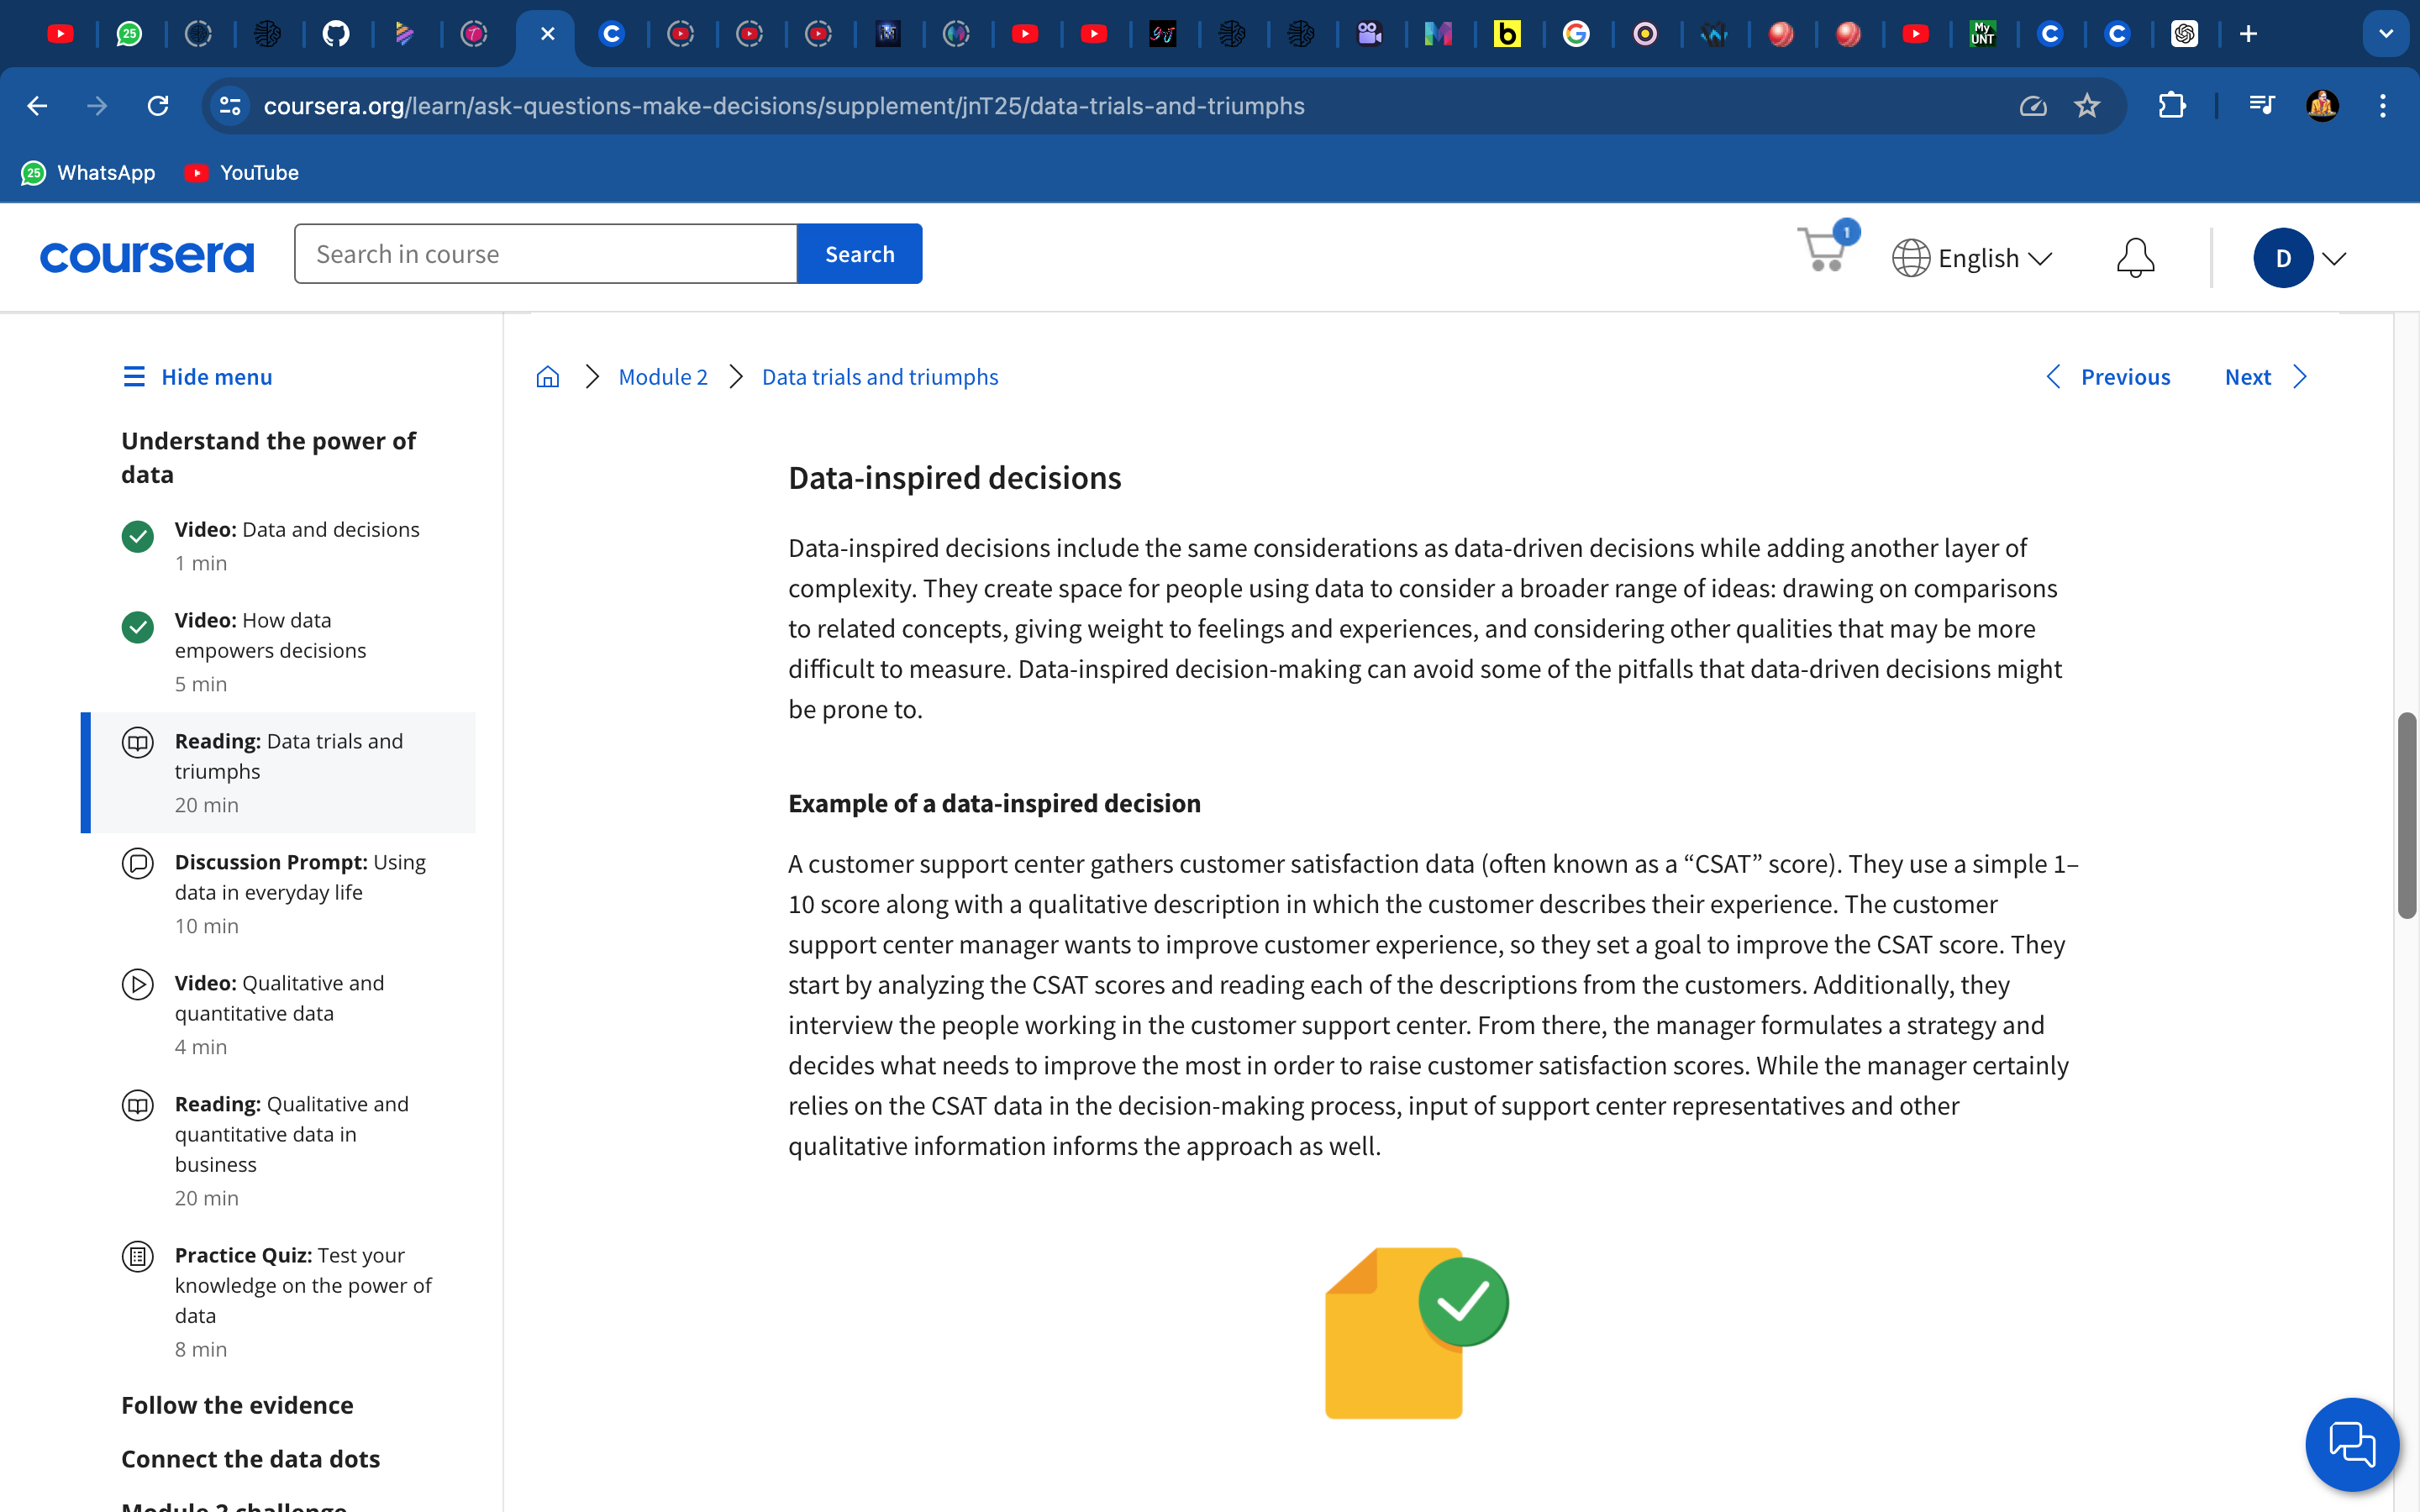 25
My
UNT
coursera.org/learn/ask-questions-make-decisions/supplement/jnT25/data-trials-and-triumphs
25 WhatsApp
YouTube
coursera
Search in course
Search
1
English
D
Hide menu
Module 2
Data trials and triumphs
Previous
Next
Understand the power of
data
Video: Data and decisions
1 min
Video: How data
empowers decisions
5 min
Reading: Data trials and
triumphs
20 min
Discussion Prompt: Using
data in everyday life
10 min
Video: Qualitative and
quantitative data
4 min
Reading: Qualitative and
quantitative data in
business
20 min
Practice Quiz: Test your
knowledge on the power of
data
8 min
Follow the evidence
Connect the data dots
Module 2 challenge
Data-inspired decisions
Data-inspired decisions include the same considerations as data-driven decisions while adding another layer of
complexity. They create space for people using data to consider a broader range of ideas: drawing on comparisons
to related concepts, giving weight to feelings and experiences, and considering other qualities that may be more
difficult to measure. Data-inspired decision-making can avoid some of the pitfalls that data-driven decisions might
be prone to.
Example of a data-inspired decision
A customer support center gathers customer satisfaction data (often known as a “CSAT” score). They use a simple 1–
10 score along with a qualitative description in which the customer describes their experience. The customer
support center manager wants to improve customer experience, so they set a goal to improve the CSAT score. They
start by analyzing the CSAT scores and reading each of the descriptions from the customers. Additionally, they
interview the people working in the customer support center. From there, the manager formulates a strategy and
decides what needs to improve the most in order to raise customer satisfaction scores. While the manager certainly
relies on the CSAT data in the decision-making process, input of support center representatives and other
qualitative information informs the approach as well.